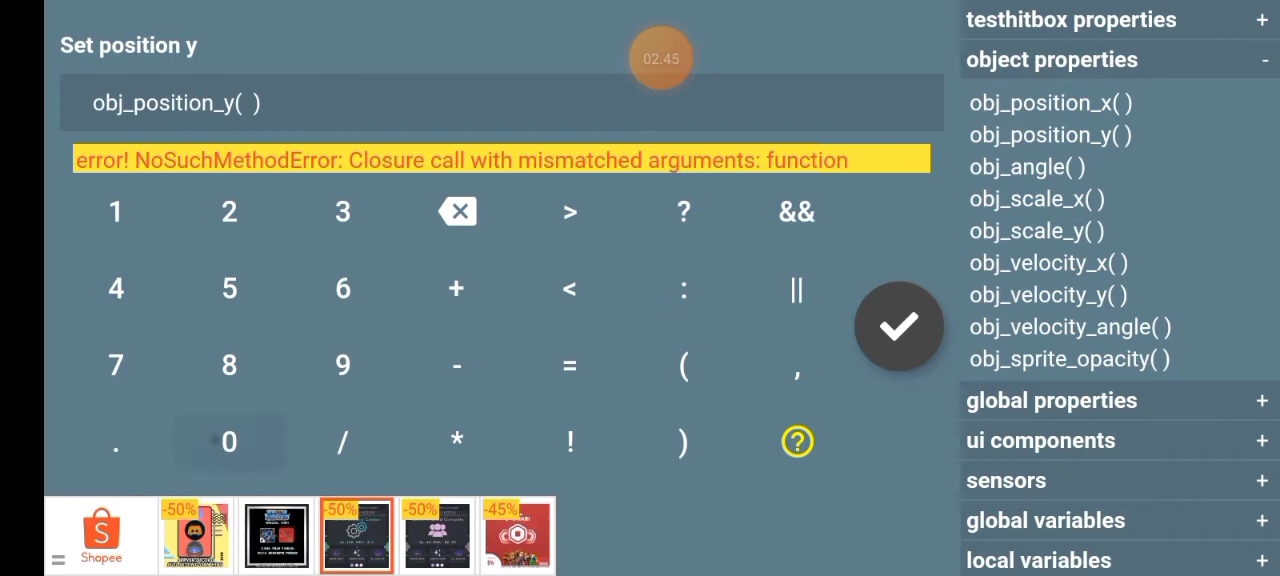 Set position y
02.45
obj_position_y( )
error! NoSuchMethodError: Closure call with mismatched arguments: function
1 2 3 > ? &&
4 5 6 + < : ||
7 8 9 - = ( ,
. 0 / * ! ) ?
testhitbox properties +
object properties -
obj_position_x( )
obj_position_y( )
obj_angle( )
obj_scale_x( )
obj_scale_y( )
obj_velocity_x( )
obj_velocity_y( )
obj_velocity_angle( )
obj_sprite_opacity( )
global properties +
ui components +
sensors +
global variables +
local variables +
Shopee
-50%
-50%
-50%
-45%